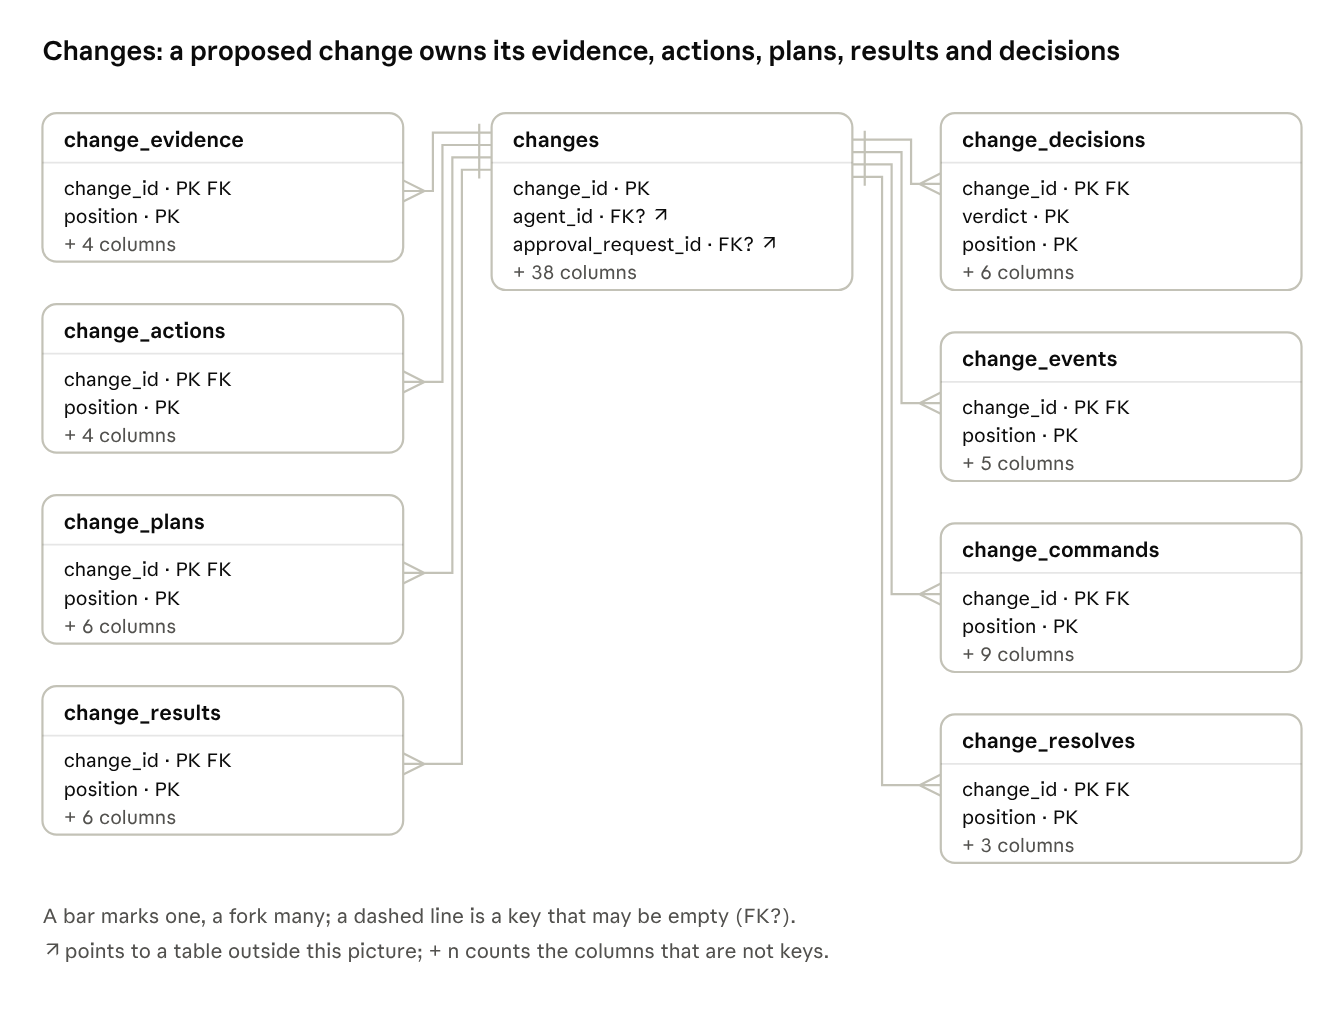 Changes: a proposed change owns its evidence, actions, plans, results and decisions
change_evidence
change_id · PK FK
position · PK
+ 4 columns
change_actions
change_id · PK FK
position · PK
+ 4 columns
change_plans
change_id · PK FK
position · PK
+ 6 columns
change_results
change_id · PK FK
position · PK
+ 6 columns
changes
change_id · PK
agent_id · FK? ↗
approval_request_id · FK? ↗
+ 38 columns
change_decisions
change_id · PK FK
verdict · PK
position · PK
+ 6 columns
change_events
change_id · PK FK
position · PK
+ 5 columns
change_commands
change_id · PK FK
position · PK
+ 9 columns
change_resolves
change_id · PK FK
position · PK
+ 3 columns
A bar marks one, a fork many; a dashed line is a key that may be empty (FK?).
↗ points to a table outside this picture; + n counts the columns that are not keys.